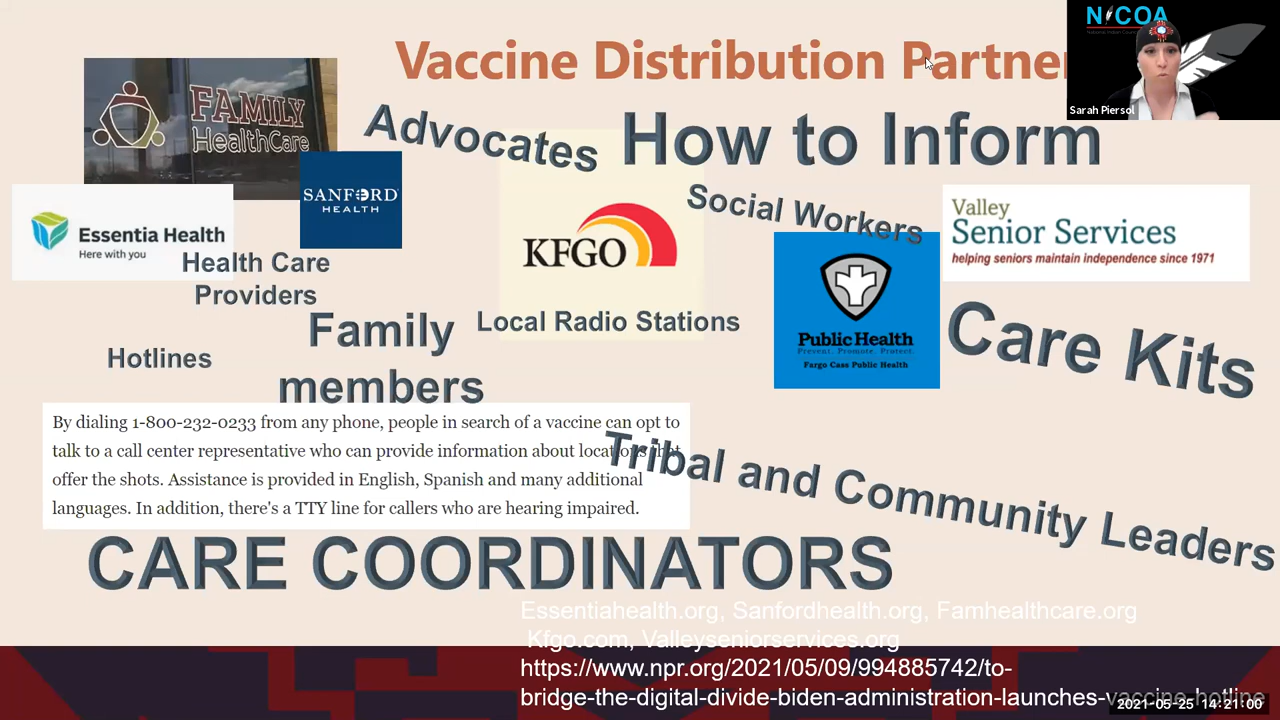 NICOA
Vaccine Distribution Partner
Sarah Piersol
FAMILY
HealthCare
Advocates
How to Inform
SANFORD
HEALTH
Social Workers
Valley
Senior Services
helping seniors maintain independence since 1971
Essentia Health
Here with you
KFGO
Health Care
Providers
Family
members
Local Radio Stations
Public Health
Prevent. Promote. Protect.
Fargo Cass Public Health
Care Kits
Hotlines
By dialing 1-800-232-0233 from any phone, people in search of a vaccine can opt to
talk to a call center representative who can provide information about locations that
offer the shots. Assistance is provided in English, Spanish and many additional
languages. In addition, there's a TTY line for callers who are hearing impaired.
Tribal and Community Leaders
CARE COORDINATORS
Essentiahealth.org, Sanfordhealth.org, Famhealthcare.org
Kfgo.com, Valleyseniorservices.org
https://www.npr.org/2021/05/09/994885742/to-
bridge-the-digital-divide-biden-administration-launches-vaccine-hotline
2021-05-25 14:21:00